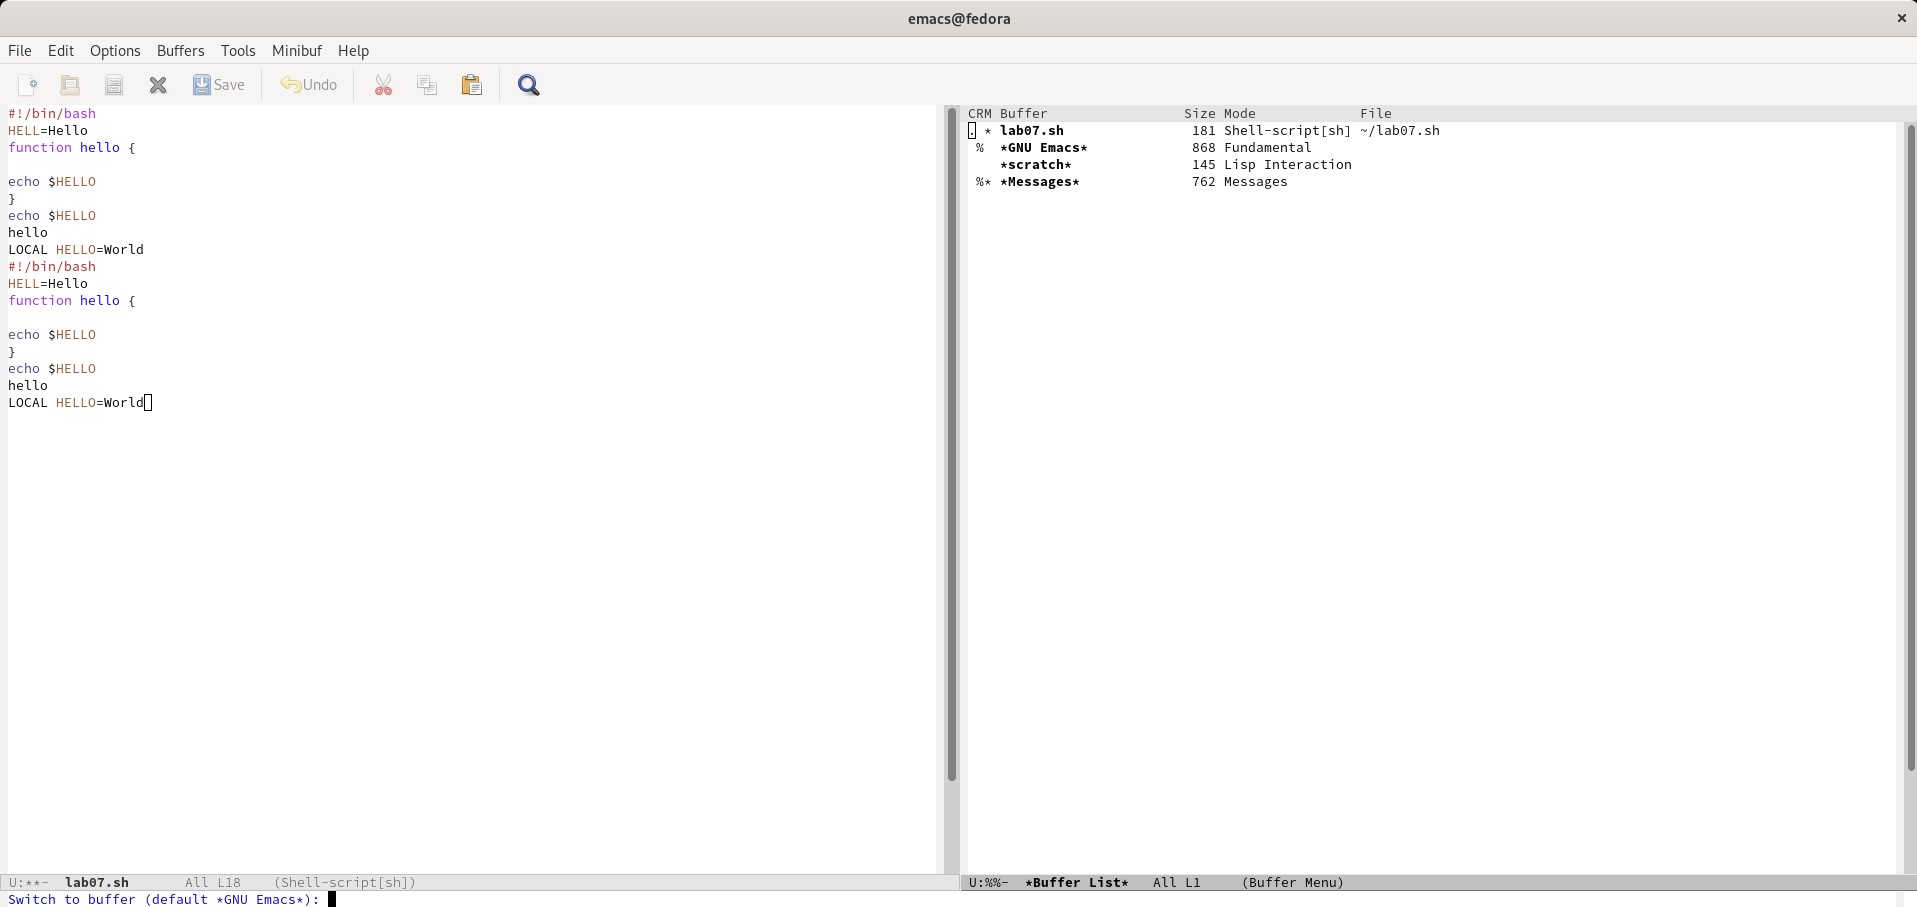 emacs@fedora
File Edit Options Buffers Tools Minibuf Help
Save Undo
#!/bin/bash
HELL=Hello
function hello {
echo $HELLO
}
echo $HELLO
hello
LOCAL HELLO=World
#!/bin/bash
HELL=Hello
function hello {
echo $HELLO
}
echo $HELLO
hello
LOCAL HELLO=World
U:**- lab07.sh All L18 (Shell-script[sh])
CRM Buffer Size Mode File
. * lab07.sh 181 Shell-script[sh] ~/lab07.sh
% *GNU Emacs* 868 Fundamental
*scratch* 145 Lisp Interaction
%* *Messages* 762 Messages
U:%%- *Buffer List* All L1 (Buffer Menu)
Switch to buffer (default *GNU Emacs*):